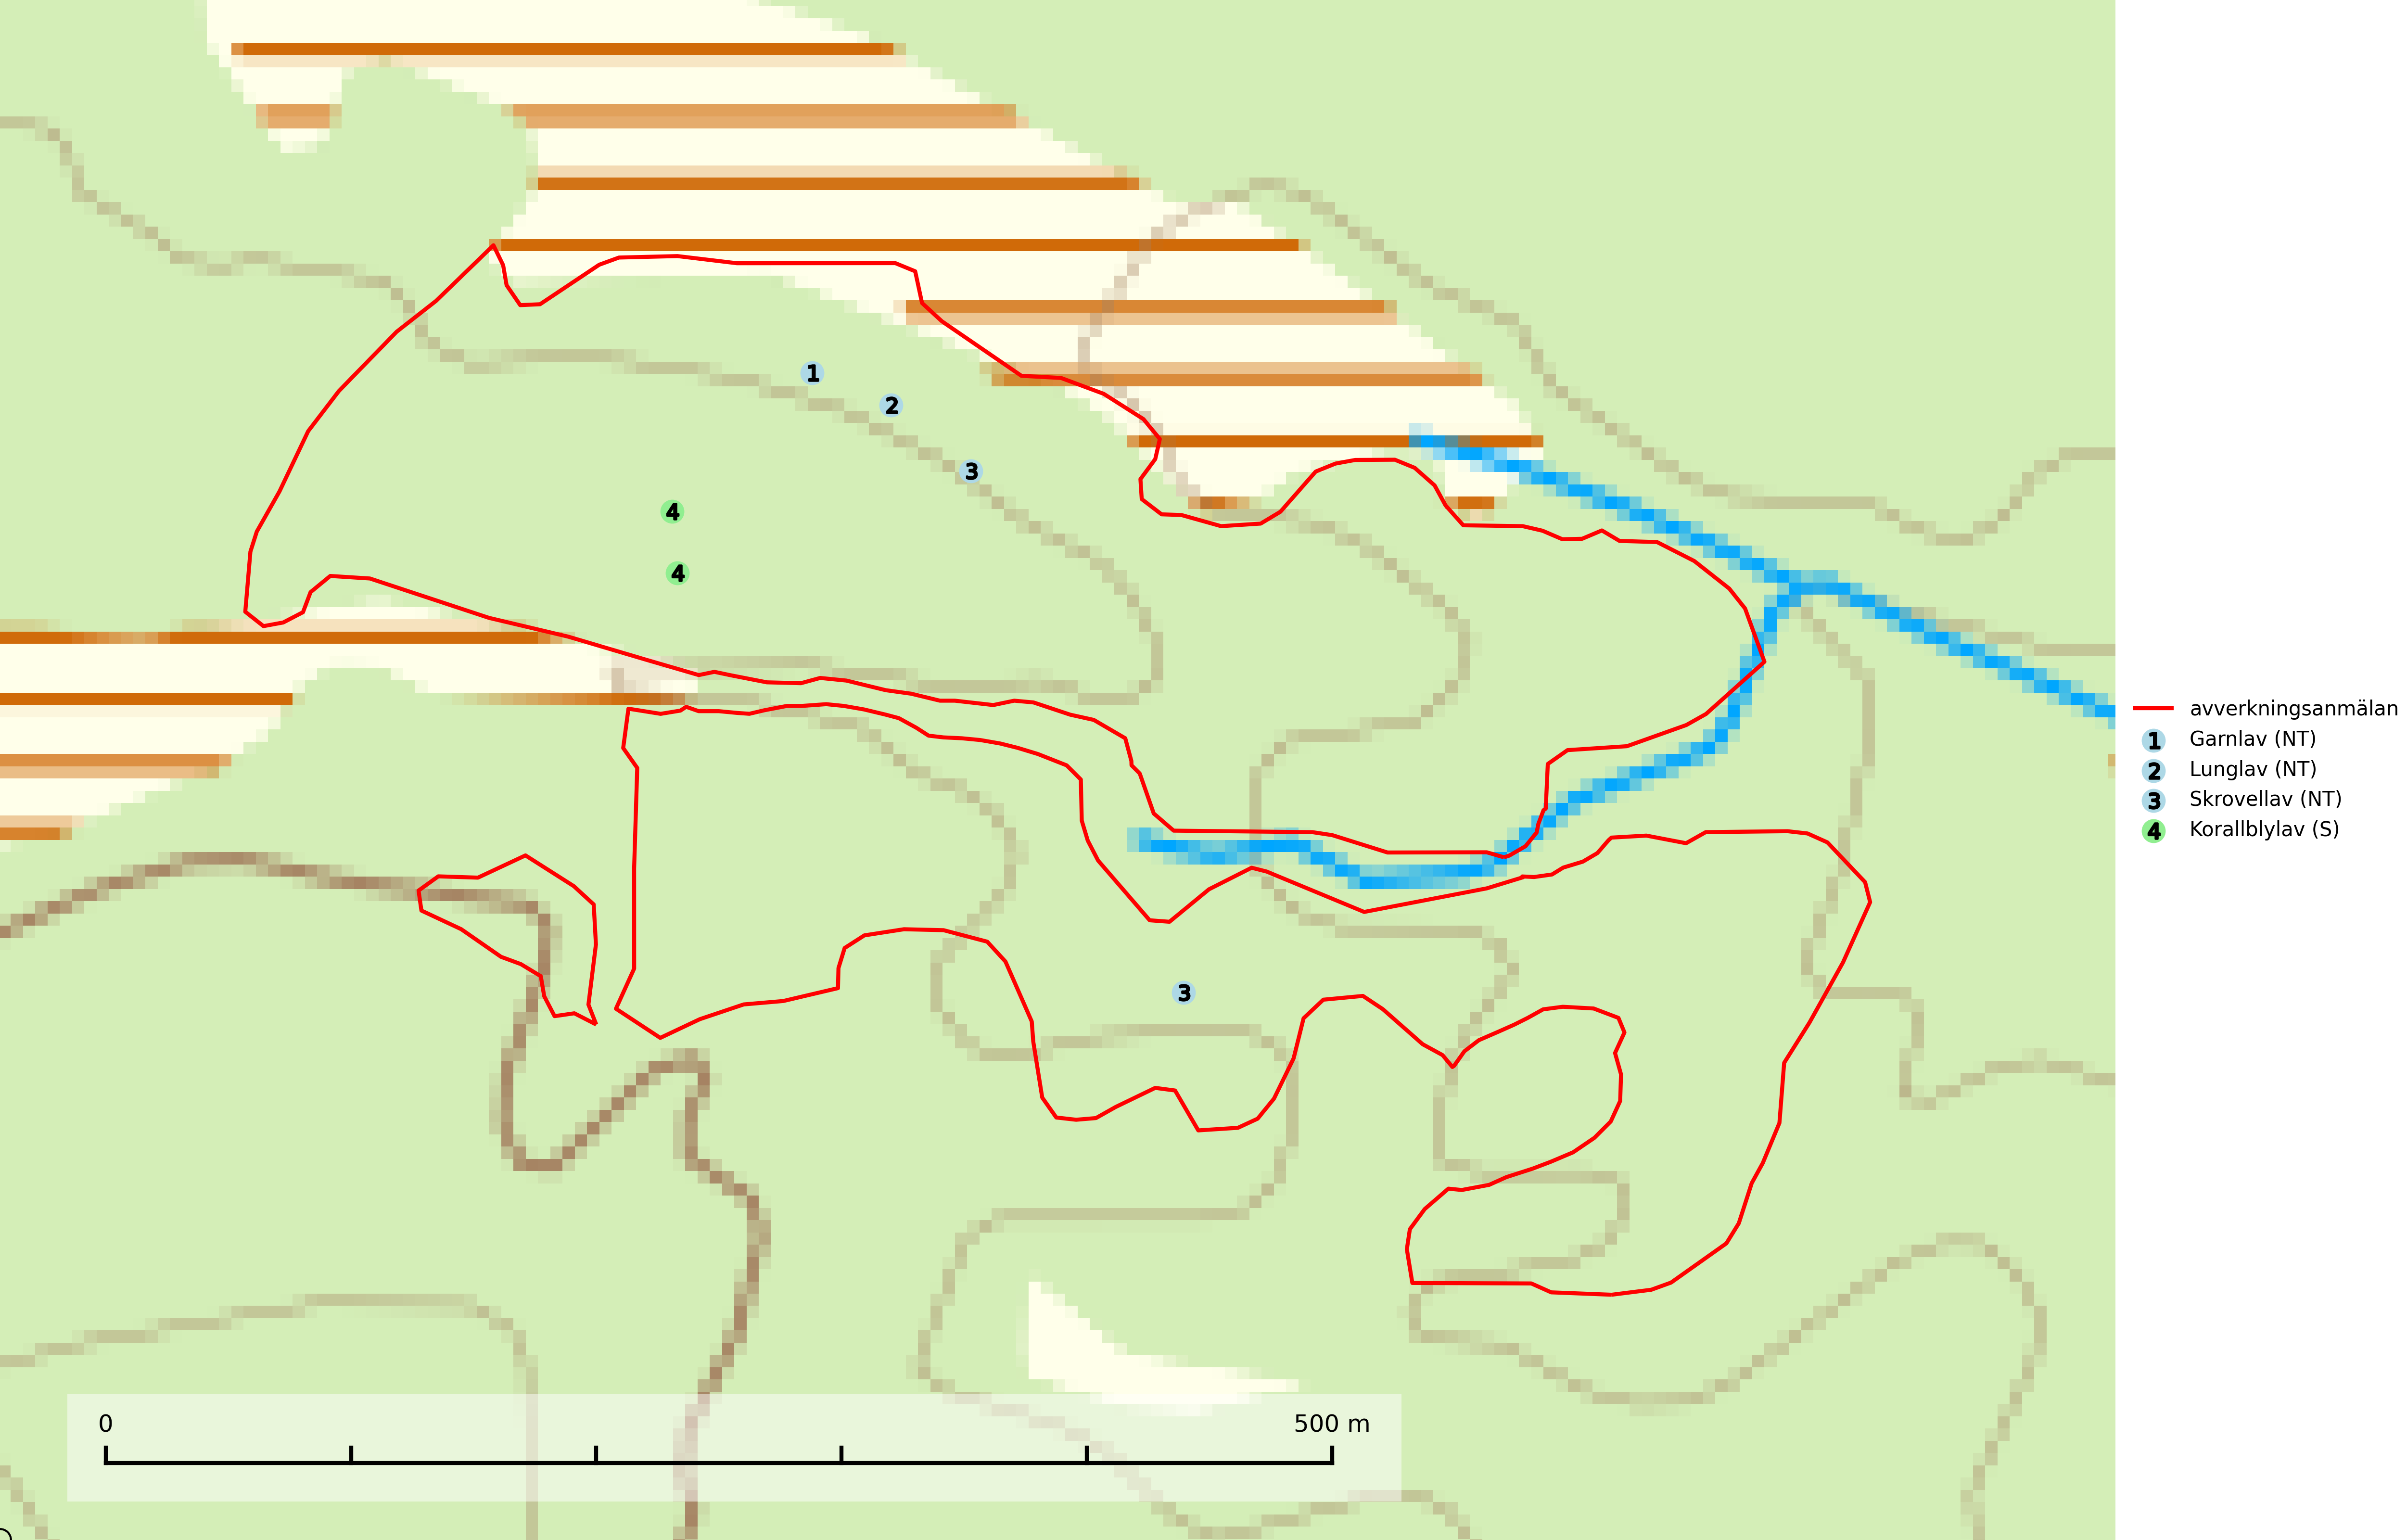 1
2
3
4
4
3
avverkningsanmälan
1 Garnlav (NT)
2 Lunglav (NT)
3 Skrovellav (NT)
4 Korallblylav (S)
0 500 m